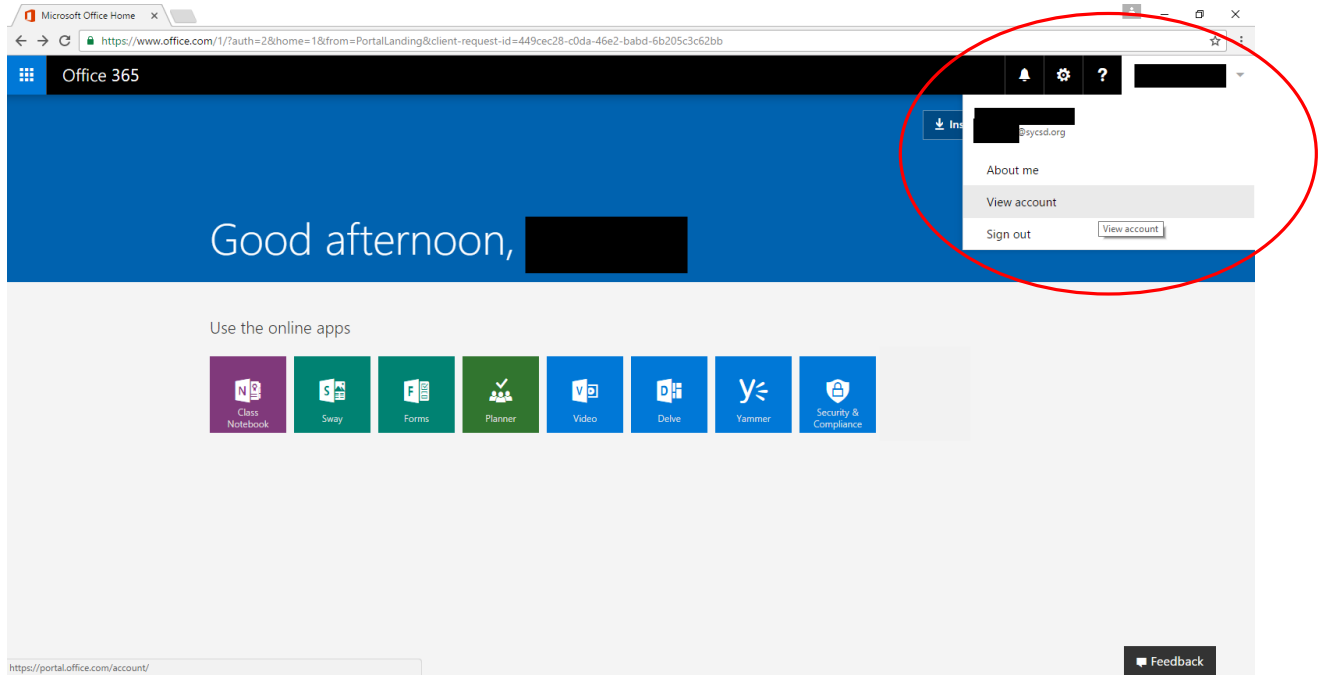 Microsoft Office Home
https://www.office.com/1/?auth=2&home=1&from=PortalLanding&client-request-id=449cec28-c0da-46e2-babd-6b205c3c62bb
Office 365
?
Ins
@sycsd.org
About me
View account
Sign out
View account
Good afternoon,
Use the online apps
N
Class
Notebook
S
Sway
F
Forms
Planner
V
Video
D
Delve
Y
Yammer
Security &
Compliance
https://portal.office.com/account/
Feedback